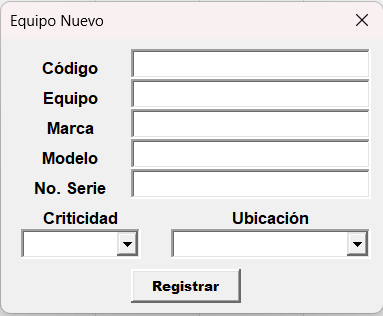 Equipo Nuevo
Código
Equipo
Marca
Modelo
No. Serie
Criticidad Ubicación
Registrar